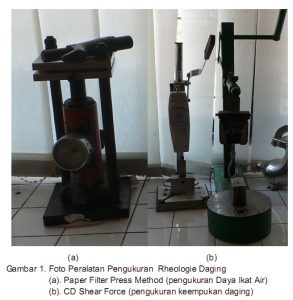 (a) (b)
Gambar 1. Foto Peralatan Pengukuran Rheologie Daging
(a). Paper Filter Press Method (pengukuran Daya Ikat Air)
(b). CD Shear Force (pengukuran keempukan daging)